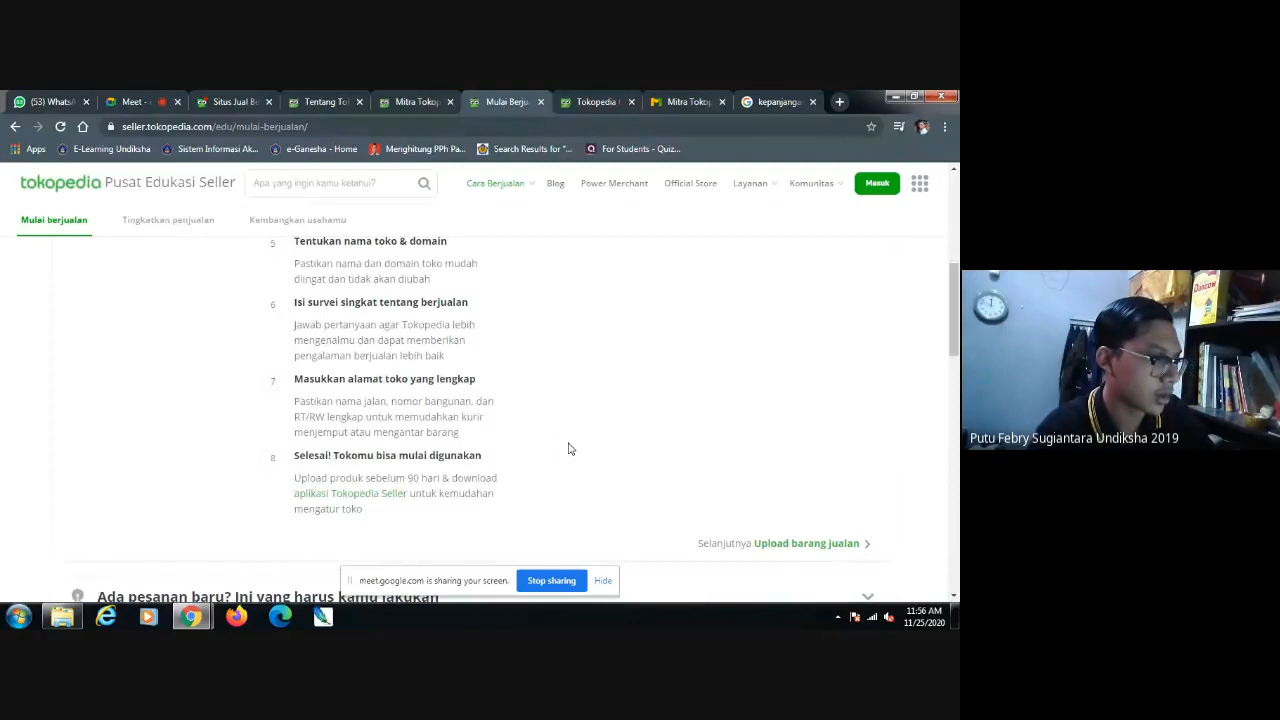 (53) WhatsA
Meet -
Situs Jual Be
Tentang To
Mitra Tokop
Mulai Berju
Tokopedia
Mitra Tokop
kepanjangan
seller.tokopedia.com/edu/mulai-berjualan/
Apps
E-Learning Undiksha
Sistem Informasi Ak...
e-Ganesha - Home
Menghitung PPh Pa...
Search Results for "...
For Students - Quiz...
tokopedia Pusat Edukasi Seller
Apa yang ingin kamu ketahui?
Cara Berjualan
Blog
Power Merchant
Official Store
Layanan
Komunitas
Masuk
Mulai berjualan
Tingkatkan penjualan
Kembangkan usahamu
5 Tentukan nama toko & domain
Pastikan nama dan domain toko mudah
diingat dan tidak akan diubah
6 Isi survei singkat tentang berjualan
Jawab pertanyaan agar Tokopedia lebih
mengenalmu dan dapat memberikan
pengalaman berjualan lebih baik
7 Masukkan alamat toko yang lengkap
Pastikan nama jalan, nomor bangunan, dan
RT/RW lengkap untuk memudahkan kurir
menjemput atau mengantar barang
8 Selesai! Tokomu bisa mulai digunakan
Upload produk sebelum 90 hari & download
aplikasi Tokopedia Seller untuk kemudahan
mengatur toko
Selanjutnya Upload barang jualan
Ada pesanan baru? Ini yang harus kamu lakukan
meet.google.com is sharing your screen.
Stop sharing
Hide
11:56 AM
11/25/2020
Dancow
Putu Febry Sugiantara Undiksha 2019